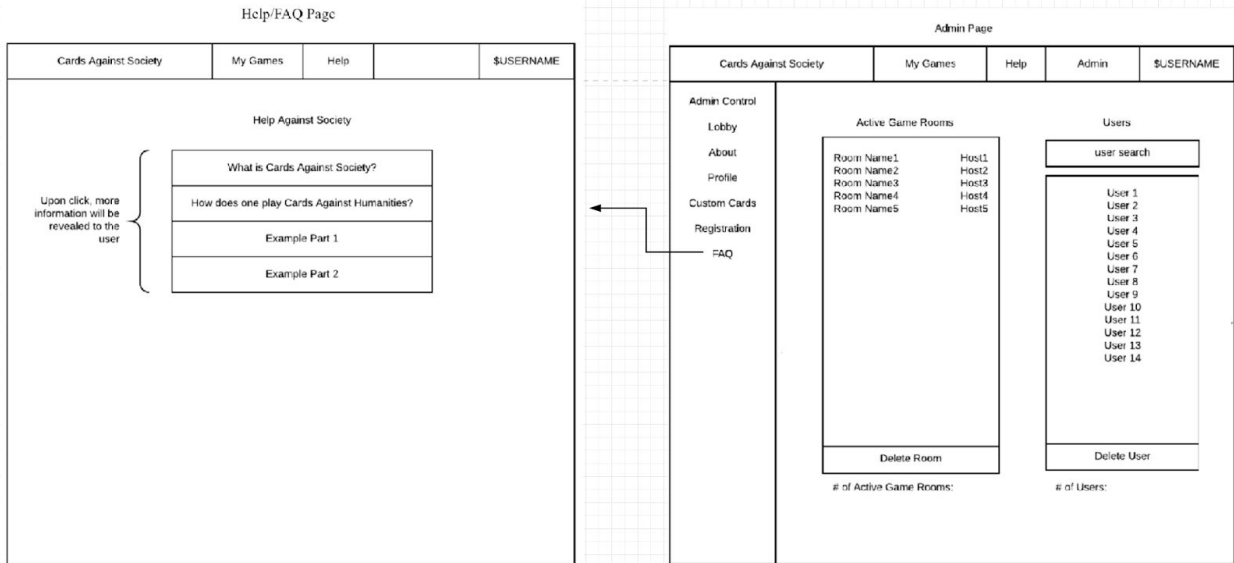 Help/FAQ Page
Cards Against Society
My Games
Help
$USERNAME
Help Against Society
What is Cards Against Society?
How does one play Cards Against Humanities?
Example Part 1
Example Part 2
Upon click, more
information will be
revealed to the
user
Admin Page
Cards Against Society
My Games
Help
Admin
$USERNAME
Admin Control
Lobby
About
Profile
Custom Cards
Registration
FAQ
Active Game Rooms
Room Name1 Host1
Room Name2 Host2
Room Name3 Host3
Room Name4 Host4
Room Name5 Host5
Delete Room
# of Active Game Rooms:
Users
user search
User 1
User 2
User 3
User 4
User 5
User 6
User 7
User 8
User 9
User 10
User 11
User 12
User 13
User 14
Delete User
# of Users: